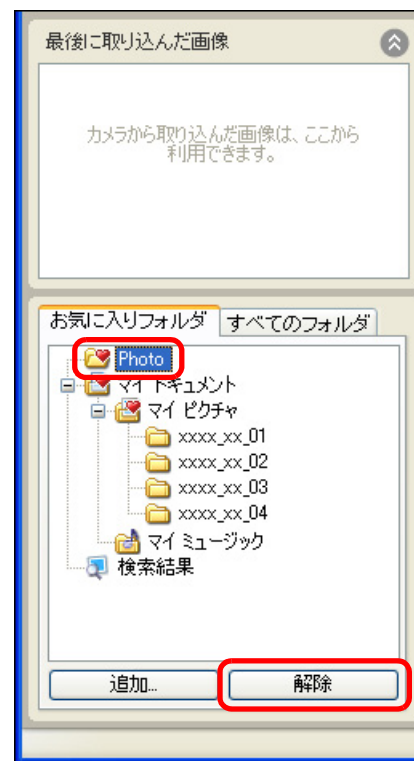 最後に取り込んだ画像
カメラから取り込んだ画像は、ここから
利用できます。
お気に入りフォルダ すべてのフォルダ
Photo
マイ ドキュメント
マイ ピクチャ
xxxx_xx_01
xxxx_xx_02
xxxx_xx_03
xxxx_xx_04
マイ ミュージック
検索結果
追加... 解除